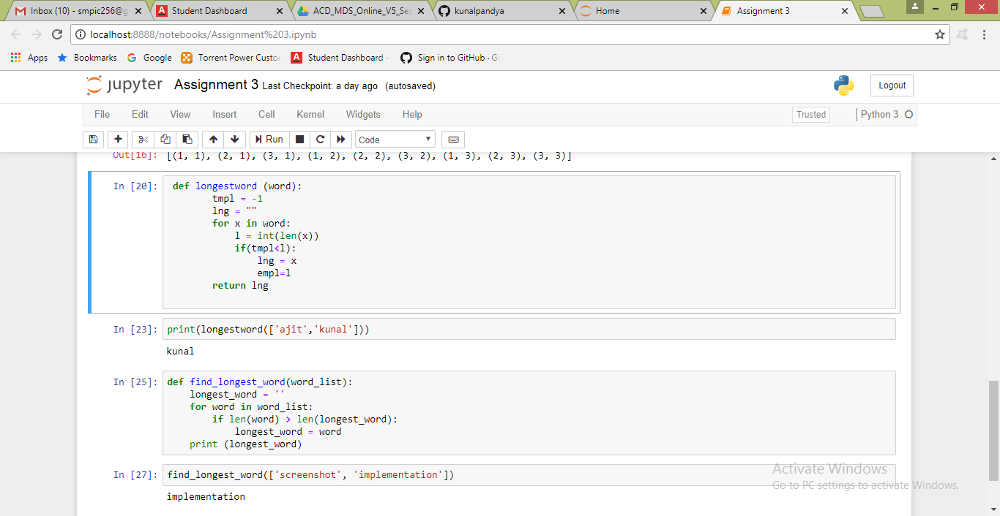 Inbox (10) - smpic256@g
Student Dashboard
ACD_MDS_Online_V5_Ses
kunalpandya
Home
Assignment 3
localhost:8888/notebooks/Assignment%203.ipynb
Apps Bookmarks Google Torrent Power Custor Student Dashboard - Sign in to GitHub · Gi
jupyter Assignment 3 Last Checkpoint: a day ago (autosaved) Logout
File Edit View Insert Cell Kernel Widgets Help Trusted Python 3
Run Code
Out[16]: [(1, 1), (2, 1), (3, 1), (1, 2), (2, 2), (3, 2), (1, 3), (2, 3), (3, 3)]
In [20]: def longestword (word):
tmpl = -1
lng = ""
for x in word:
l = int(len(x))
if(tmpl<l):
lng = x
empl=l
return lng
In [23]: print(longestword(['ajit','kunal']))
kunal
In [25]: def find_longest_word(word_list):
longest_word = ''
for word in word_list:
if len(word) > len(longest_word):
longest_word = word
print (longest_word)
In [27]: find_longest_word(['screenshot', 'implementation'])
implementation
Activate Windows
Go to PC settings to activate Windows.